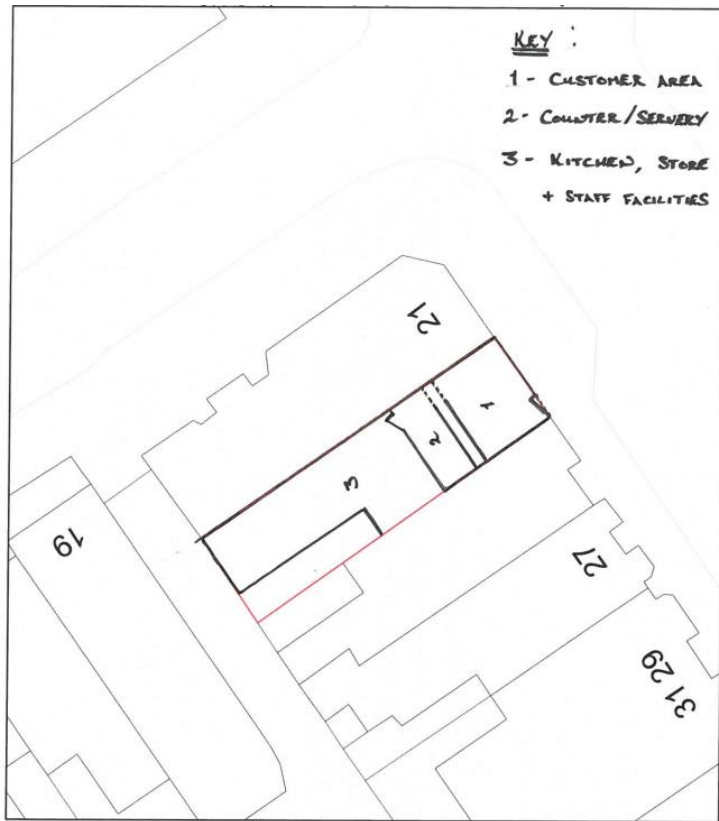 KEY :
1 - CUSTOMER AREA
2 - COUNTER/SERVERY
3 - KITCHEN, STORE
+ STAFF FACILITIES
21
1
2
3
19
27
31 29